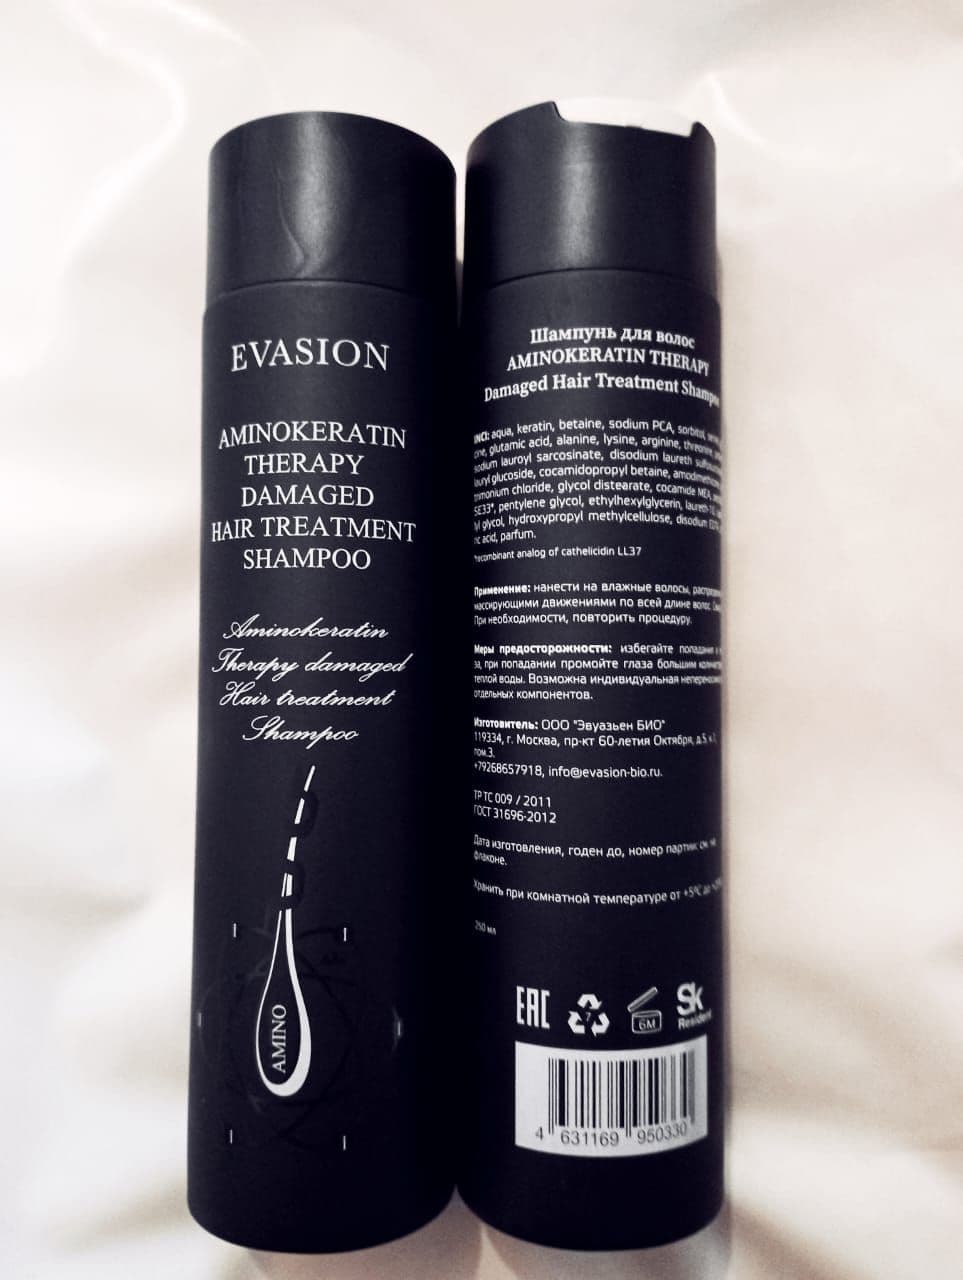 EVASION
AMINOKERATIN
THERAPY
DAMAGED
HAIR TREATMENT
SHAMPOO
Aminokeratin
Therapy damaged
Hair treatment
Shampoo
AMINO
Шампунь для волос
AMINOKERATIN THERAPY
Damaged Hair Treatment Shampoo
INCI: aqua, keratin, betaine, sodium PCA, sorbitol,
glutamic acid, alanine, lysine, arginine, threonine,
sodium lauroyl sarcosinate, disodium laureth
lauryl glucoside, cocamidopropyl betaine,
chloride, glycol distearate, cocamide MEA,
SE33*, pentylene glycol, ethylhexylglycerin,
glycol, hydroxypropyl methylcellulose, disodium
acid, parfum.
*recombinant analog of cathelicidin LL37
Применение: нанести на влажные волосы,
массирующими движениями по всей длине волос.
При необходимости, повторить процедуру.
Меры предосторожности: избегайте попадания
за, при попадании промойте глаза большим
теплой воды. Возможна индивидуальная
отдельных компонентов.
Изготовитель: ООО "Эвуазьен БИО"
119334, г. Москва, пр-кт 60-летия Октября, д.5,
пом.3.
+79268657918, info@evasion-bio.ru.
ТР ТС 009 / 2011
ГОСТ 31696-2012
Дата изготовления, годен до, номер партии: см на
флаконе.
Хранить при комнатной температуре от +5°C до
250 мл
EAC
7
6M
Sk
Resident
4 631169 950330